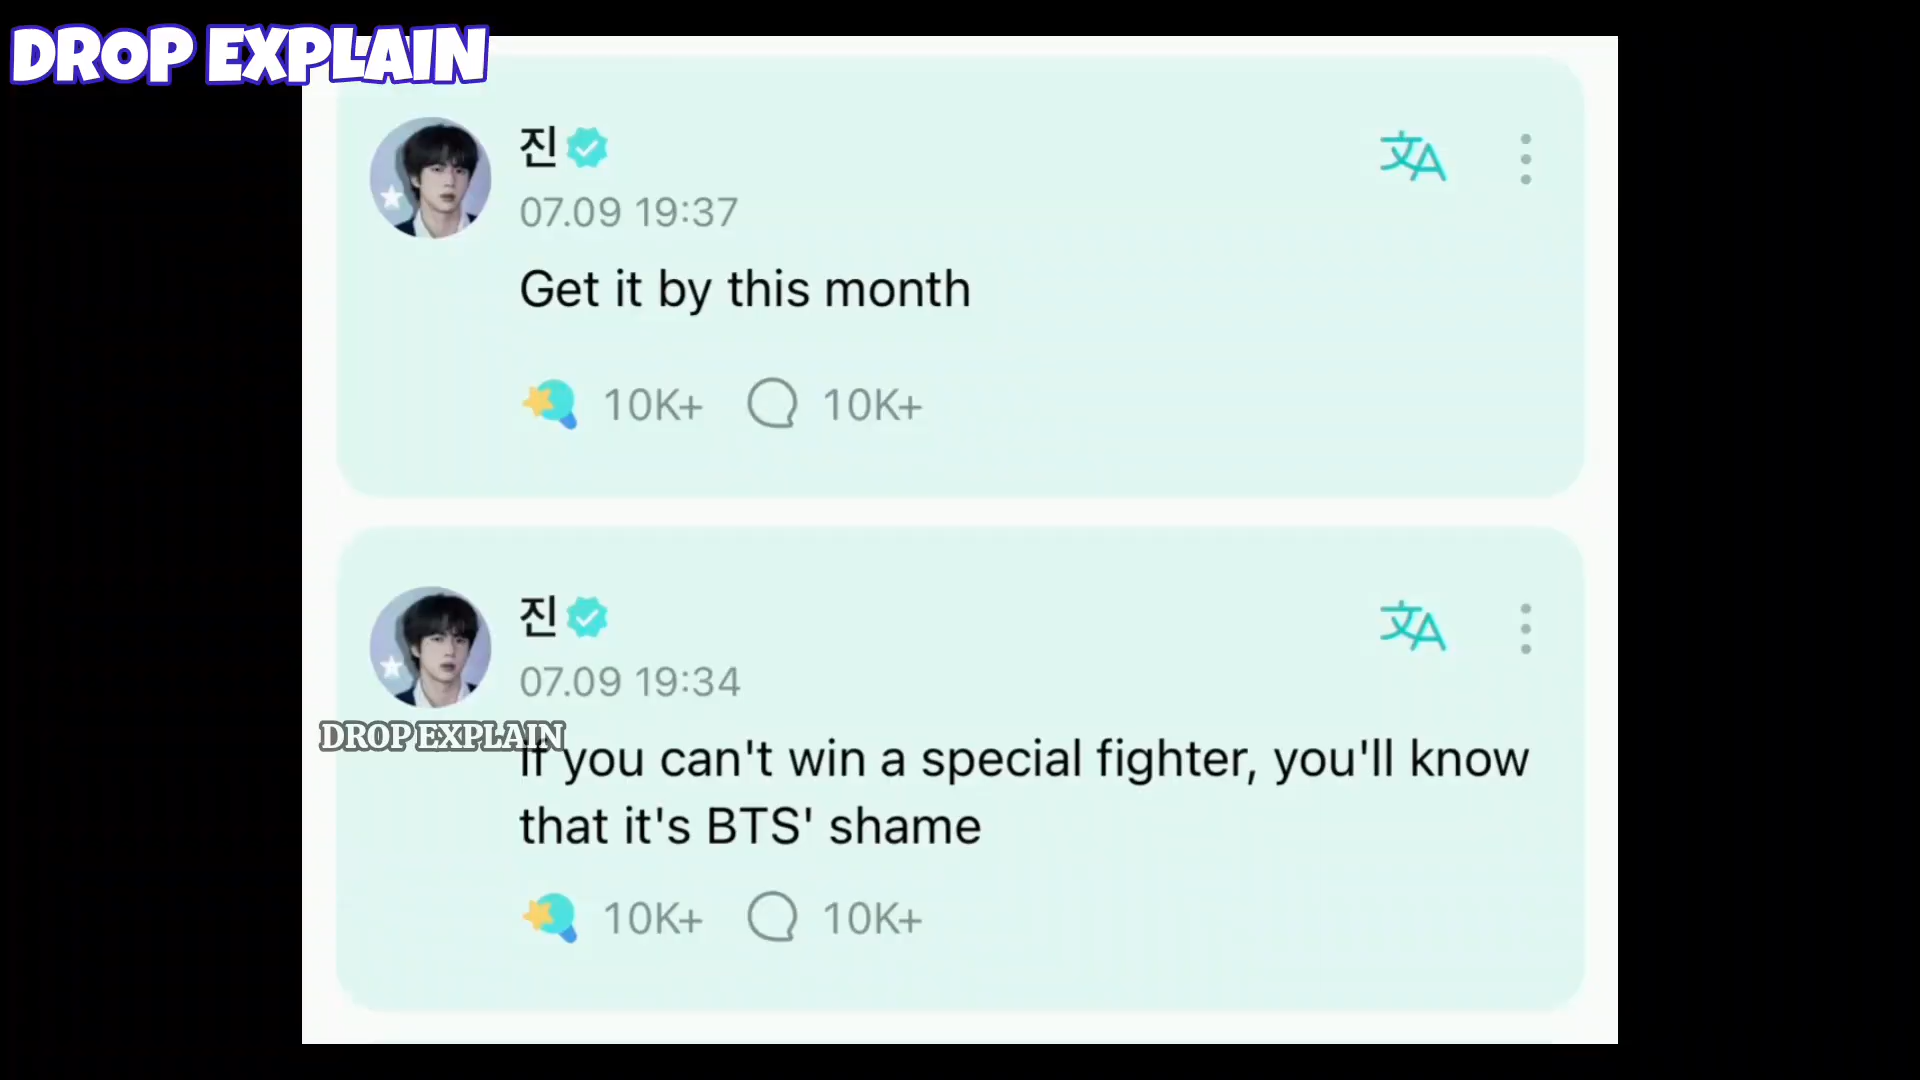 DROP EXPLAIN
진
07.09 19:37
Get it by this month
10K+ 10K+
진
07.09 19:34
DROP EXPLAIN
If you can't win a special fighter, you'll know
that it's BTS' shame
10K+ 10K+